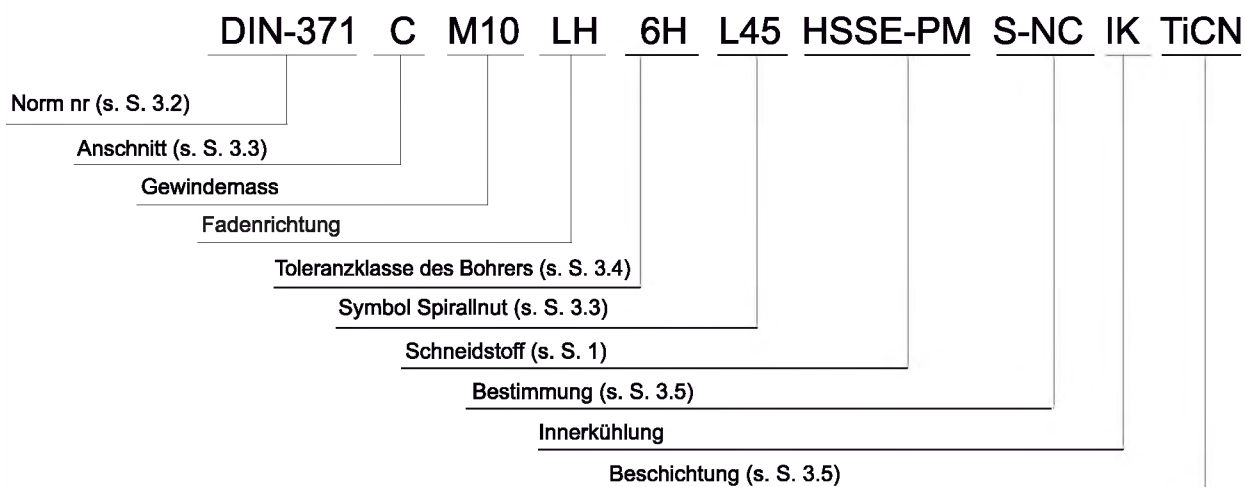 DIN-371 C M10 LH 6H L45 HSSE-PM S-NC IK TiCN
Norm nr (s. S. 3.2)
Anschnitt (s. S. 3.3)
Gewindemass
Fadenrichtung
Toleranzklasse des Bohrers (s. S. 3.4)
Symbol Spirallnut (s. S. 3.3)
Schneidstoff (s. S. 1)
Bestimmung (s. S. 3.5)
Innerkühlung
Beschichtung (s. S. 3.5)